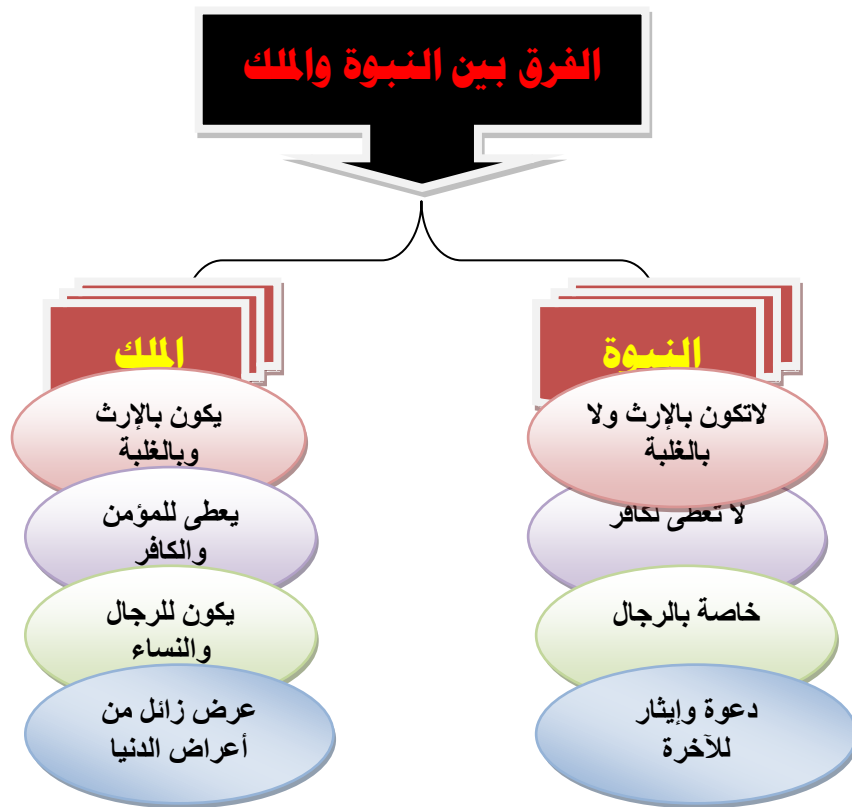 الفرق بين النبوة والملك
النبوة
لاتكون بالإرث ولا
بالغلبة
لا تعطى لكافر
خاصة بالرجال
دعوة وإيثار
للآخرة
الملك
يكون بالإرث
وبالغلبة
يعطى للمؤمن
والكافر
يكون للرجال
والنساء
عرض زائل من
أعراض الدنيا